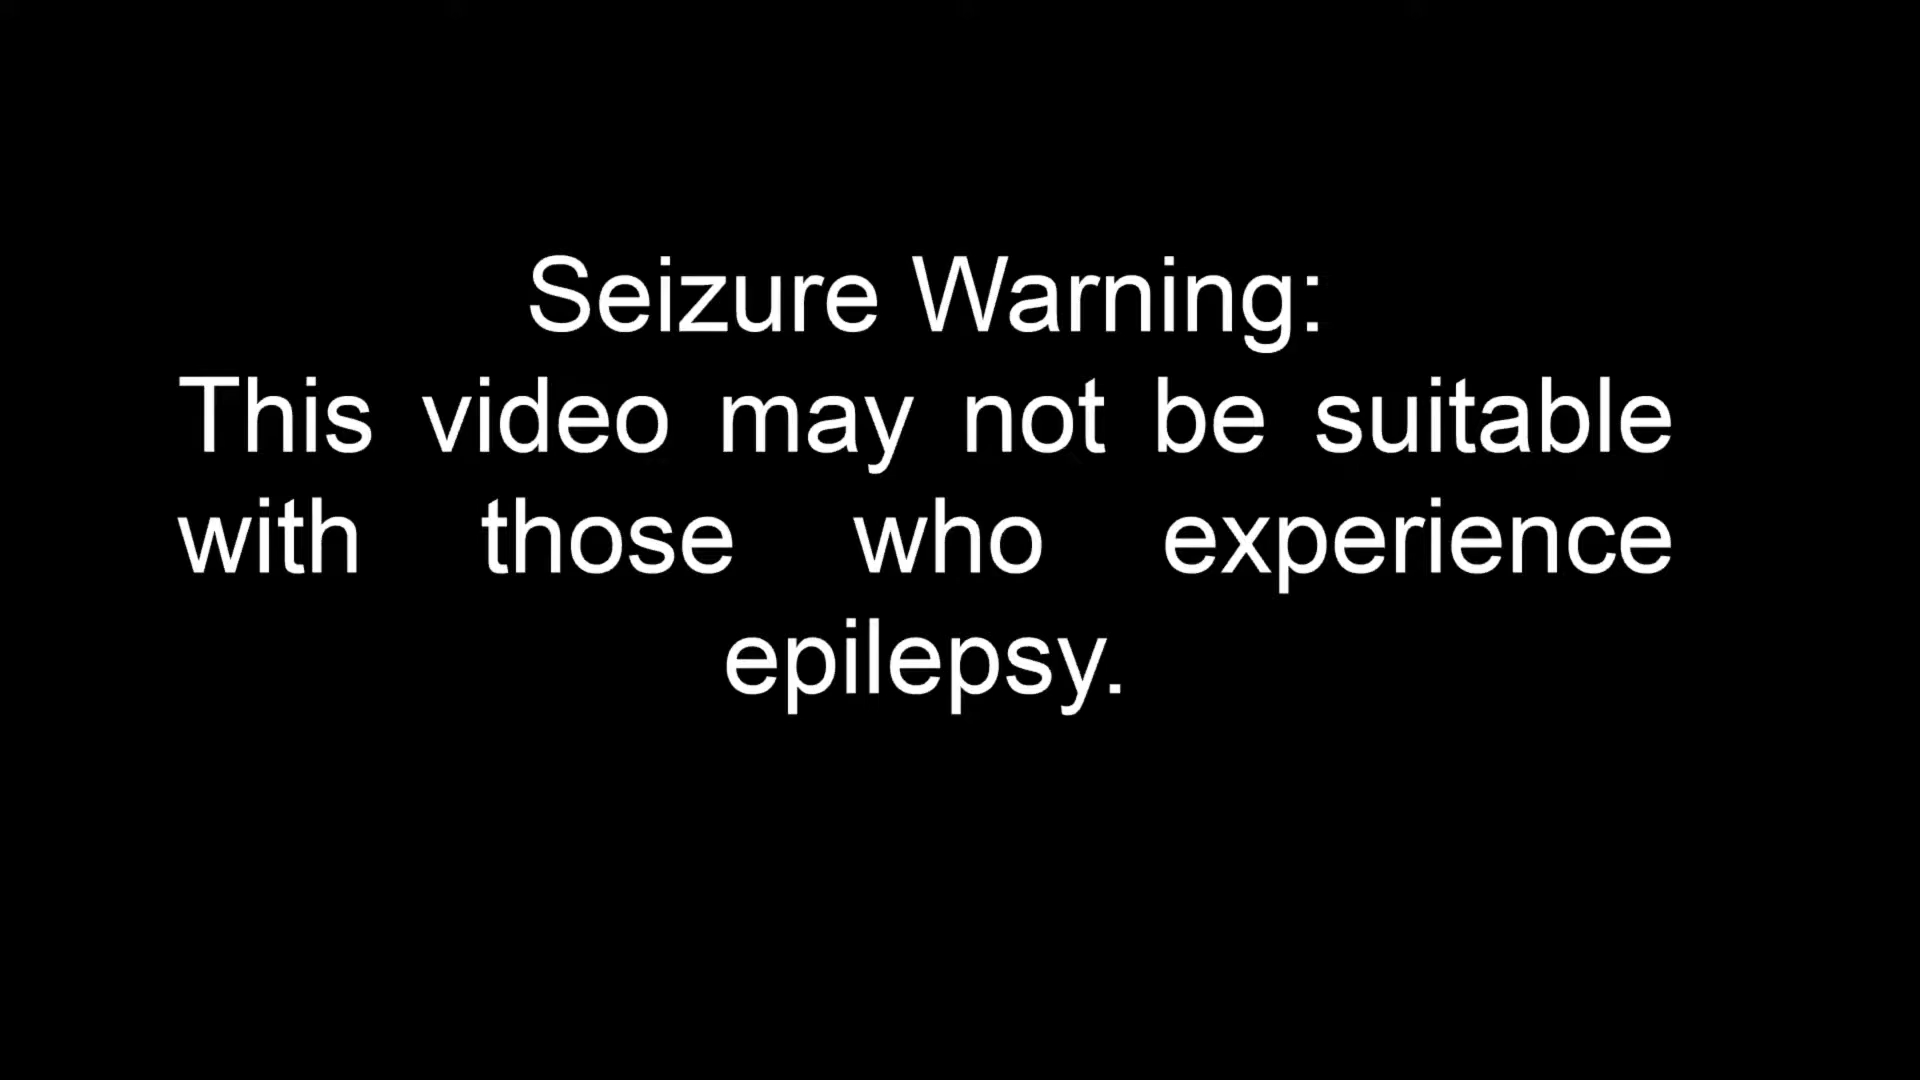 Seizure Warning:
This video may not be suitable
with those who experience
epilepsy.